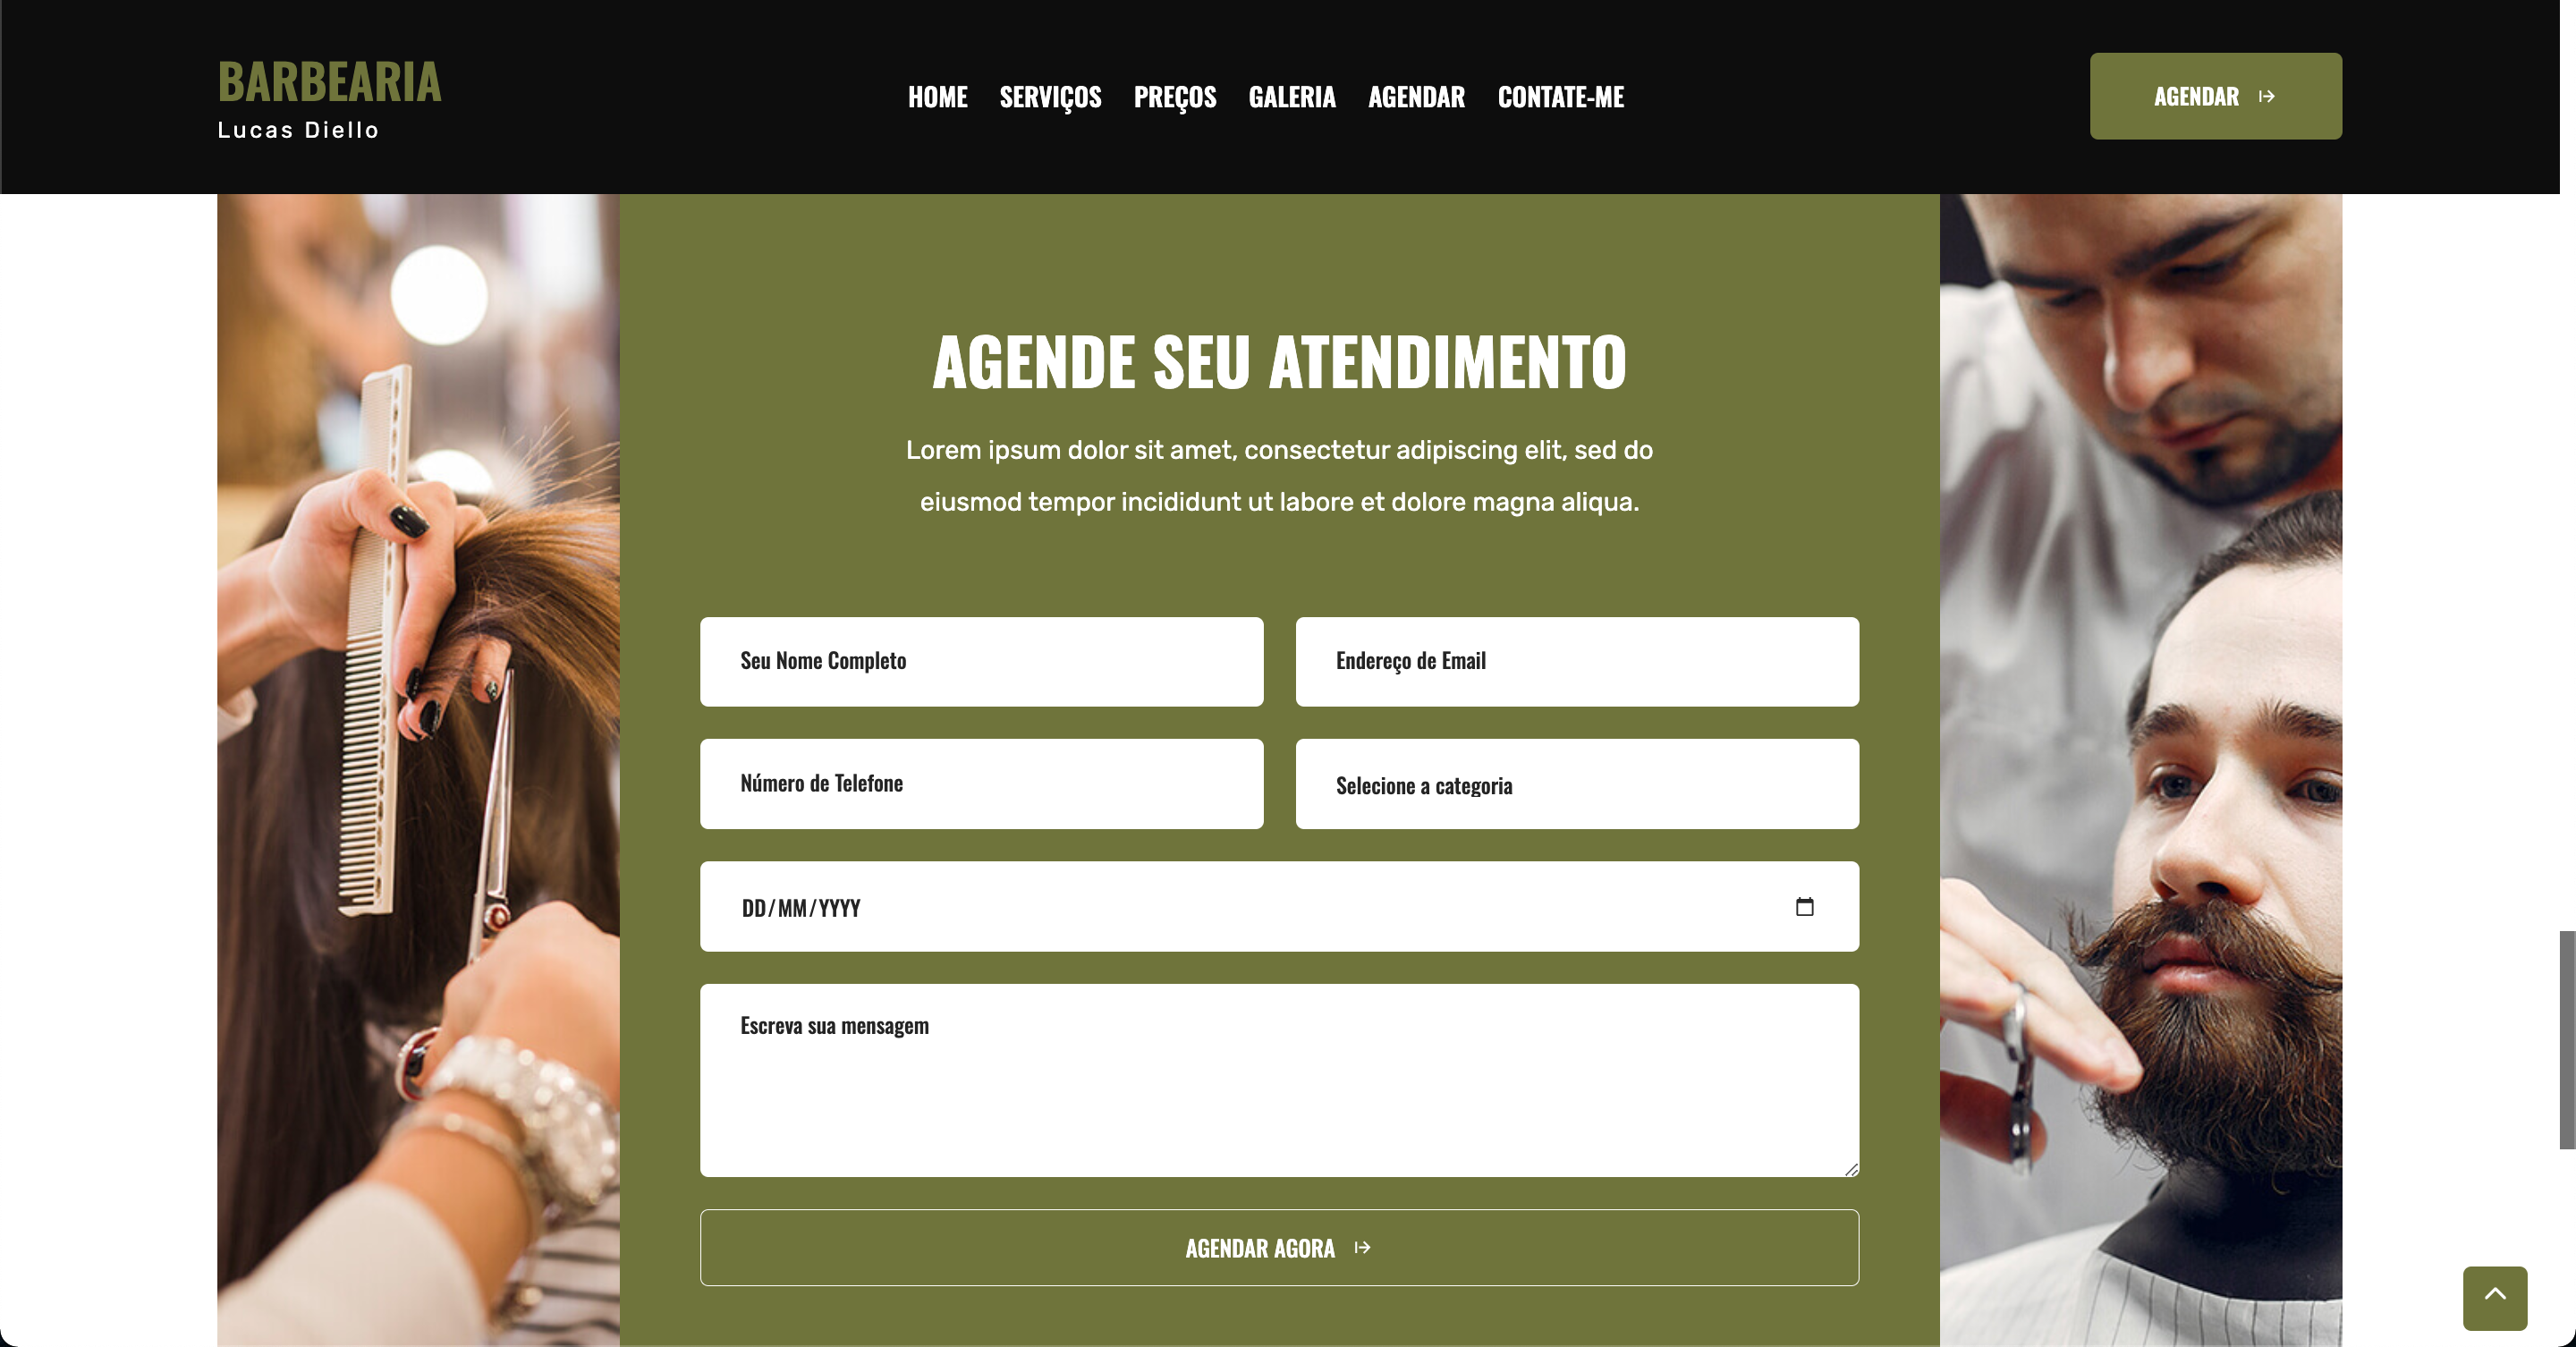 BARBEARIA
Lucas Diello
HOME SERVIÇOS PREÇOS GALERIA AGENDAR CONTATE-ME
AGENDAR
AGENDE SEU ATENDIMENTO
Lorem ipsum dolor sit amet, consectetur adipiscing elit, sed do
eiusmod tempor incididunt ut labore et dolore magna aliqua.
Seu Nome Completo
Endereço de Email
Número de Telefone
Selecione a categoria
DD/MM/YYYY
Escreva sua mensagem
AGENDAR AGORA